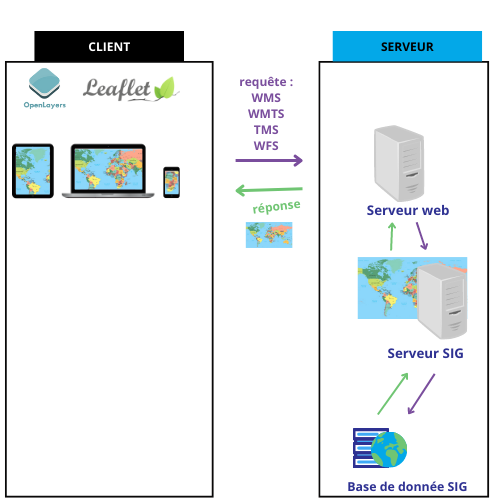 CLIENT
OpenLayers
Leaflet
requête :
WMS
WMTS
TMS
WFS
réponse
SERVEUR
Serveur web
Serveur SIG
Base de donnée SIG